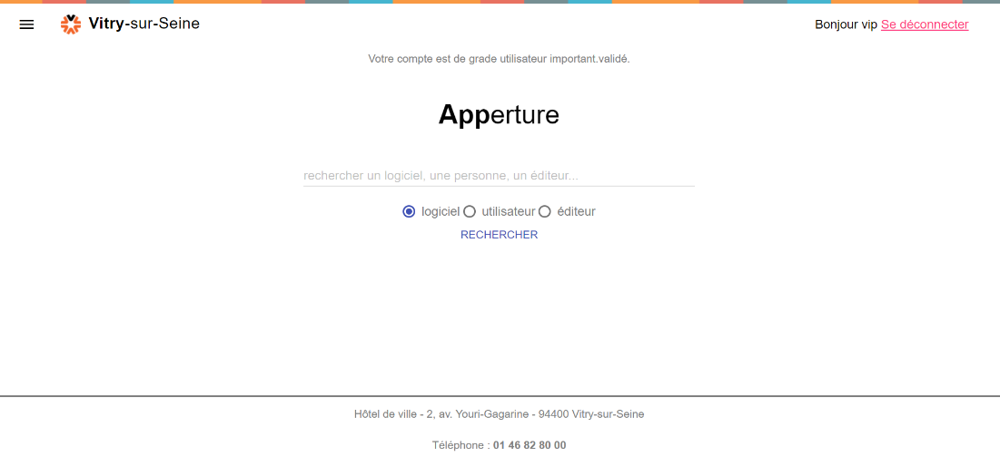 Vitry-sur-Seine
Bonjour vip Se déconnecter
Votre compte est de grade utilisateur important.validé.
Apperture
rechercher un logiciel, une personne, un éditeur...
logiciel utilisateur éditeur
RECHERCHER
Hôtel de ville - 2, av. Youri-Gagarine - 94400 Vitry-sur-Seine
Téléphone : 01 46 82 80 00